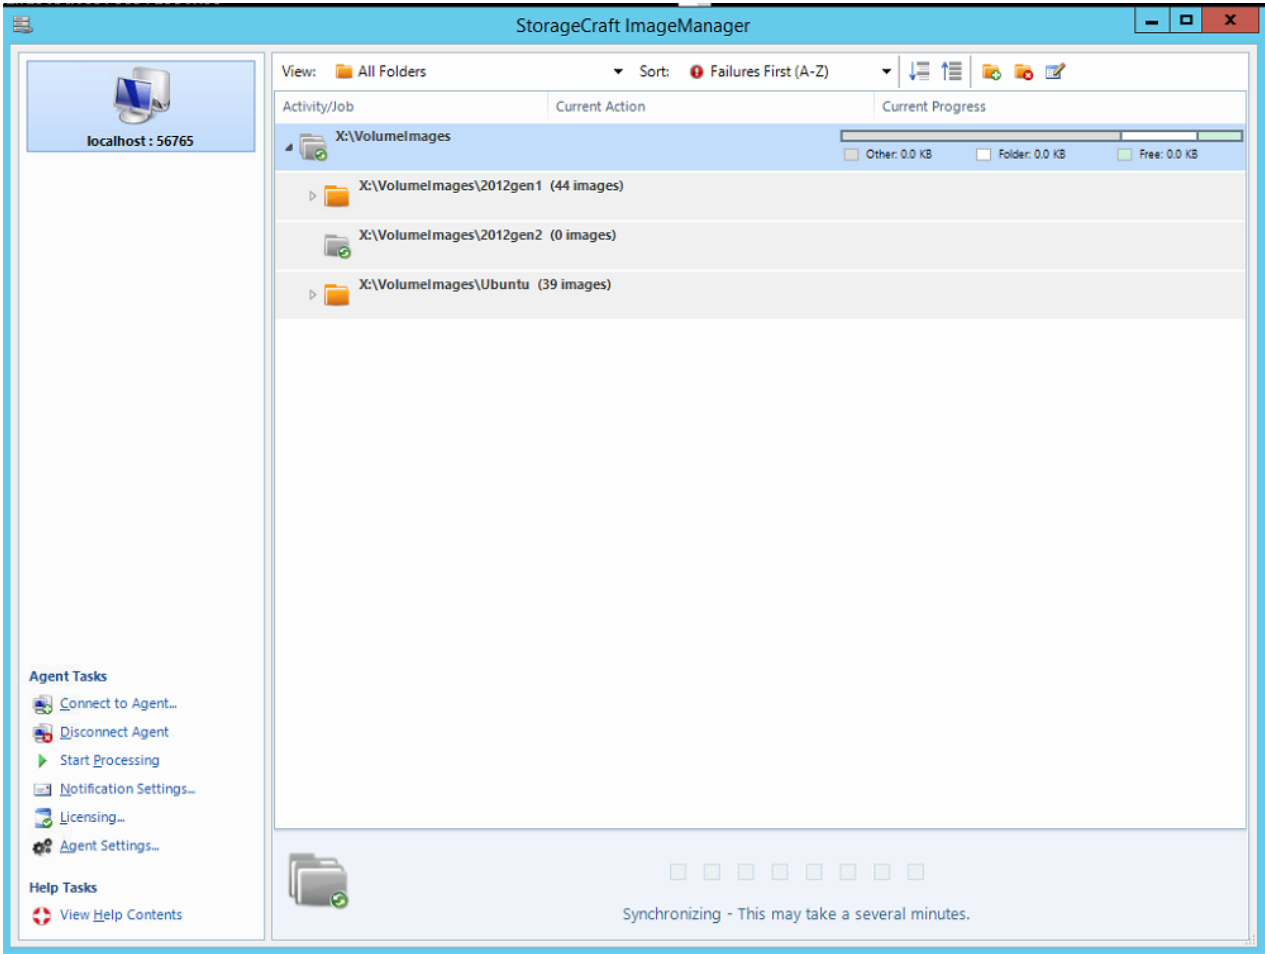 StorageCraft ImageManager
localhost : 56765
View: All Folders Sort: Failures First (A-Z)
Activity/Job Current Action Current Progress
X:\VolumeImages
Other: 0.0 KB Folder: 0.0 KB Free: 0.0 KB
X:\VolumeImages\2012gen1 (44 images)
X:\VolumeImages\2012gen2 (0 images)
X:\VolumeImages\Ubuntu (39 images)
Agent Tasks
Connect to Agent...
Disconnect Agent
Start Processing
Notification Settings...
Licensing...
Agent Settings...
Help Tasks
View Help Contents
Synchronizing - This may take a several minutes.